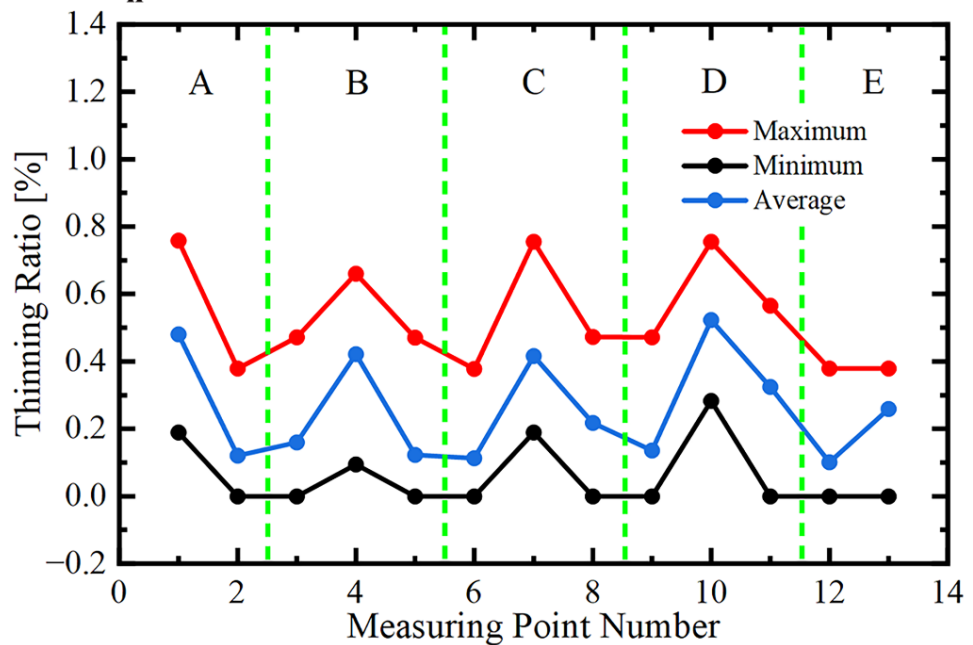 1.4
1.2
1.0
0.8
0.6
0.4
0.2
0.0
−0.2
Thinning Ratio [%]
A B C D E
Maximum
Minimum
Average
0 2 4 6 8 10 12 14
Measuring Point Number